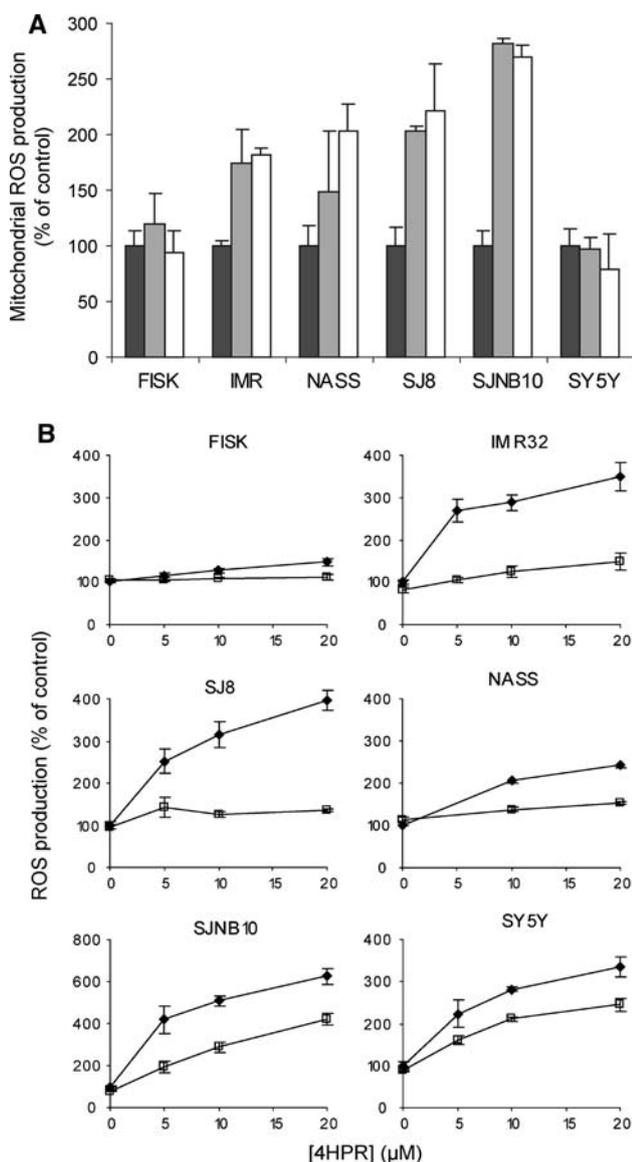 A
Mitochondrial ROS production
(% of control)
300
250
200
150
100
50
0
FISK IMR NASS SJ8 SJNB10 SY5Y
B
ROS production (% of control)
FISK
400
300
200
100
0
0 5 10 15 20
IMR32
400
300
200
100
0
0 5 10 15 20
SJ8
400
300
200
100
0
0 5 10 15 20
NASS
400
300
200
100
0
0 5 10 15 20
SJNB10
800
600
400
200
0
0 5 10 15 20
SY5Y
400
300
200
100
0
0 5 10 15 20
[4HPR] (µM)